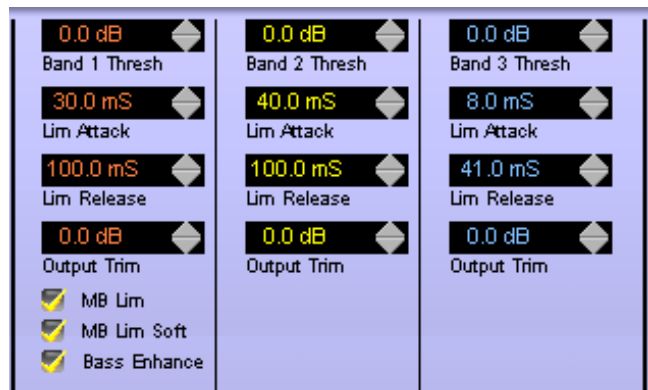 0.0 dB 0.0 dB 0.0 dB
Band 1 Thresh Band 2 Thresh Band 3 Thresh
30.0 mS 40.0 mS 8.0 mS
Lim Attack Lim Attack Lim Attack
100.0 mS 100.0 mS 41.0 mS
Lim Release Lim Release Lim Release
0.0 dB 0.0 dB 0.0 dB
Output Trim Output Trim Output Trim
MB Lim
MB Lim Soft
Bass Enhance